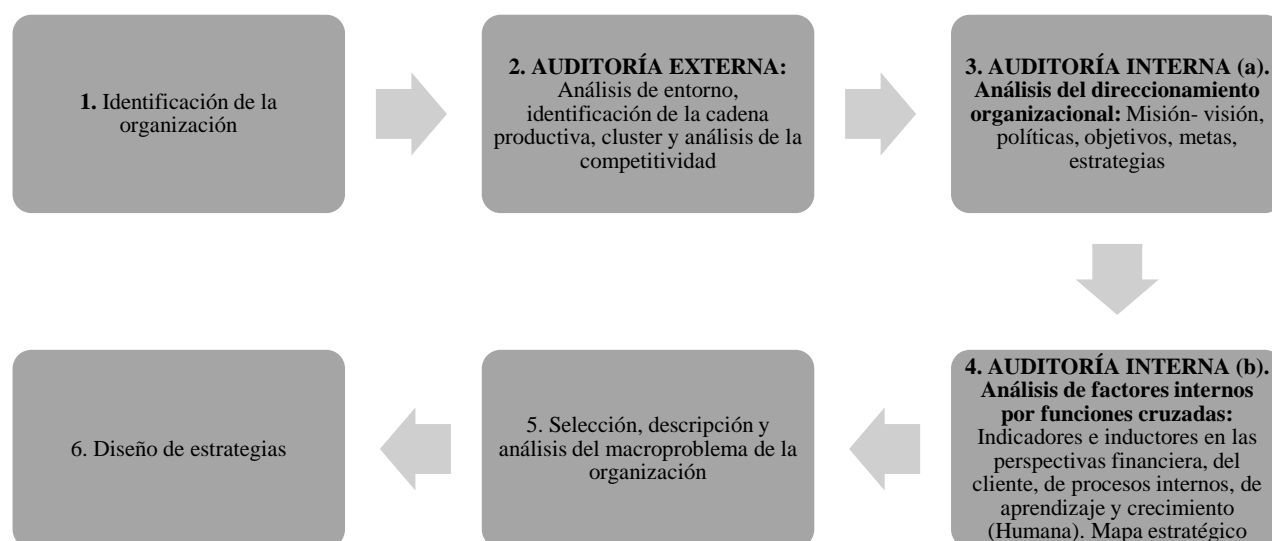 1. Identificación de la
organización
2. AUDITORÍA EXTERNA:
Análisis de entorno,
identificación de la cadena
productiva, cluster y análisis de la
competitividad
3. AUDITORÍA INTERNA (a).
Análisis del direccionamiento
organizacional: Misión- visión,
políticas, objetivos, metas,
estrategias
4. AUDITORÍA INTERNA (b).
Análisis de factores internos
por funciones cruzadas:
Indicadores e inductores en las
perspectivas financiera, del
cliente, de procesos internos, de
aprendizaje y crecimiento
(Humana). Mapa estratégico
5. Selección, descripción y
análisis del macroproblema de la
organización
6. Diseño de estrategias